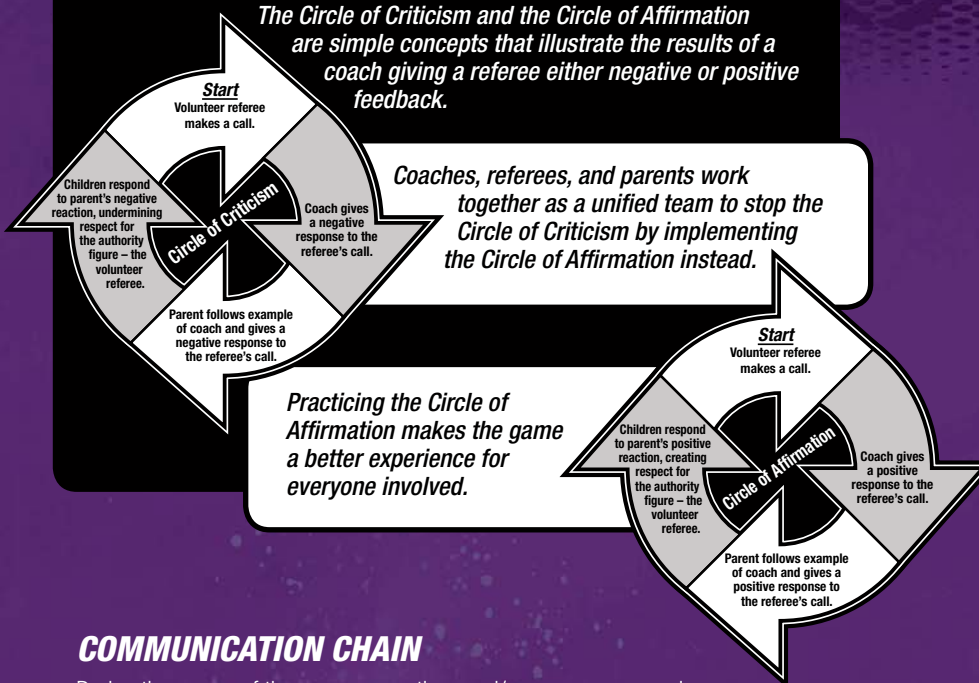 The Circle of Criticism and the Circle of Affirmation
are simple concepts that illustrate the results of a
coach giving a referee either negative or positive
feedback.
Start
Volunteer referee
makes a call.
Coach gives
a negative
response to the
referee's call.
Parent follows example
of coach and gives a
negative response to
the referee's call.
Children respond
to parent's negative
reaction, undermining
respect for
the authority
figure – the
volunteer
referee.
Circle of Criticism
Coaches, referees, and parents work
together as a unified team to stop the
Circle of Criticism by implementing
the Circle of Affirmation instead.
Practicing the Circle of
Affirmation makes the game
a better experience for
everyone involved.
Start
Volunteer referee
makes a call.
Coach gives
a positive
response to the
referee's call.
Parent follows example
of coach and gives a
positive response to
the referee's call.
Children respond
to parent's positive
reaction, creating
respect for
the authority
figure – the
volunteer
referee.
Circle of Affirmation
COMMUNICATION CHAIN